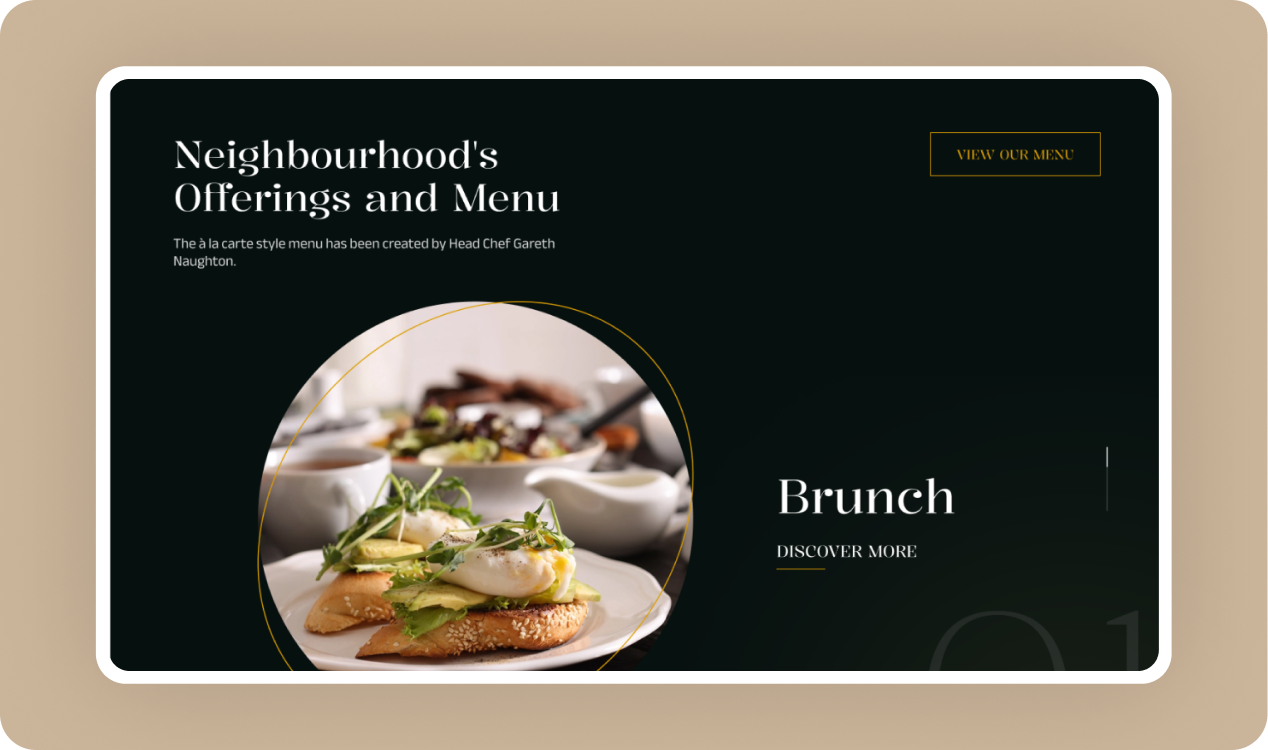 Neighbourhood's
Offerings and Menu
VIEW OUR MENU
The à la carte style menu has been created by Head Chef Gareth
Naughton.
Brunch
DISCOVER MORE
01